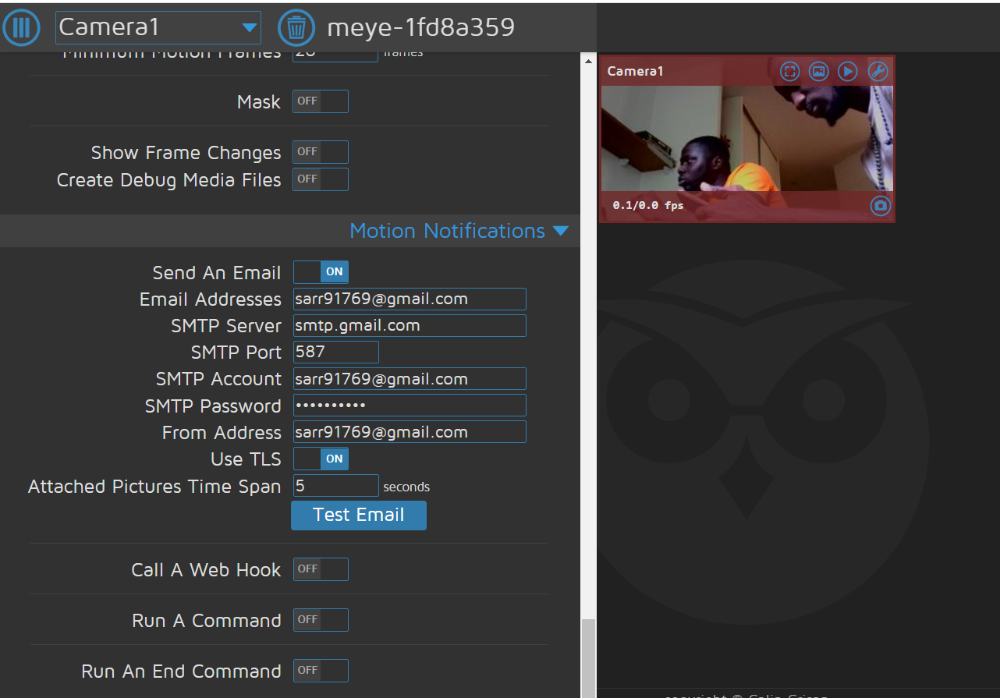 Camera1 meye-1fd8a359
Minimum Motion Frames 20 frames
Mask OFF
Show Frame Changes OFF
Create Debug Media Files OFF
Motion Notifications
Send An Email ON
Email Addresses sarr91769@gmail.com
SMTP Server smtp.gmail.com
SMTP Port 587
SMTP Account sarr91769@gmail.com
SMTP Password ••••••••••
From Address sarr91769@gmail.com
Use TLS ON
Attached Pictures Time Span 5 seconds
Test Email
Call A Web Hook OFF
Run A Command OFF
Run An End Command OFF
Camera1
0.1/0.0 fps
copyright © Calin Crisan